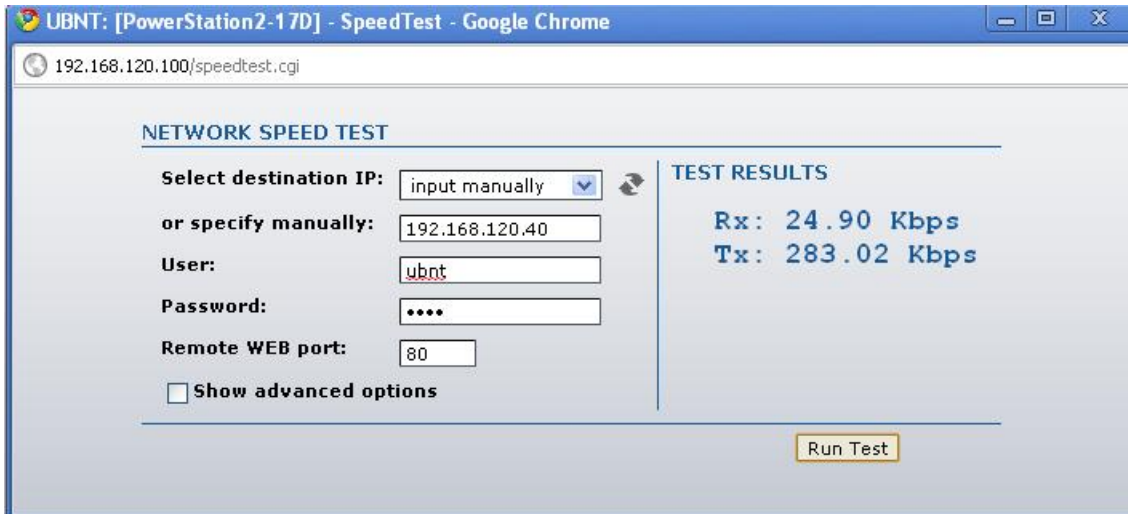 UBNT: [PowerStation2-17D] - SpeedTest - Google Chrome
192.168.120.100/speedtest.cgi
NETWORK SPEED TEST
Select destination IP: input manually
or specify manually: 192.168.120.40
User: ubnt
Password: ••••
Remote WEB port: 80
Show advanced options
TEST RESULTS
Rx: 24.90 Kbps
Tx: 283.02 Kbps
Run Test